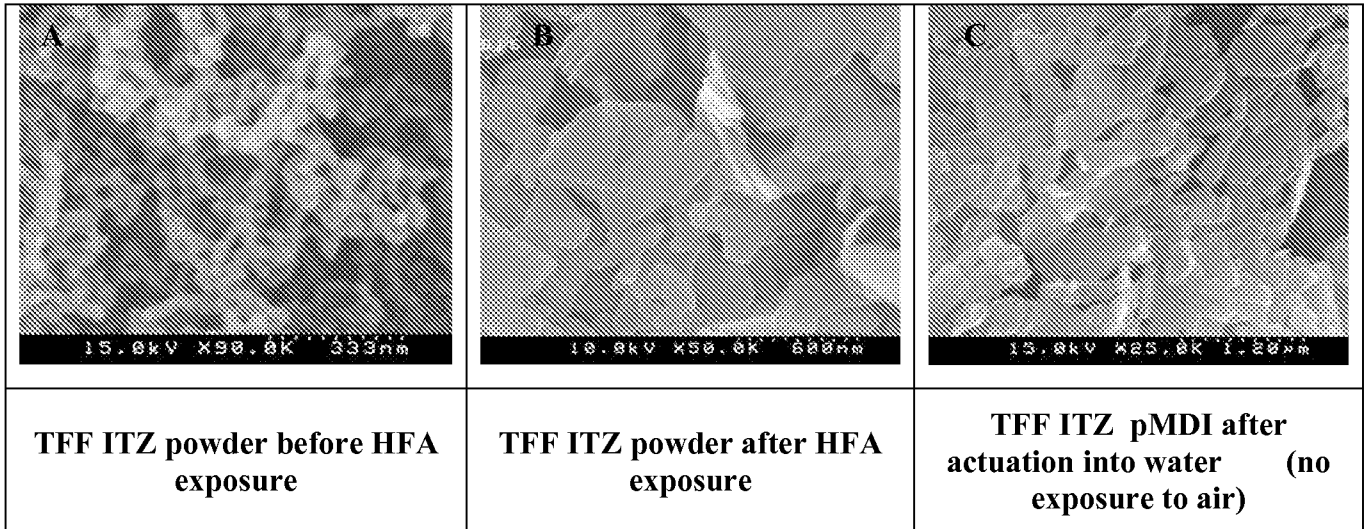 A
B
C
15.0kV X90.0K 333nm
10.0kV X50.0K 600nm
15.0kV X25.0K 1.20µm
TFF ITZ powder before HFA
exposure
TFF ITZ powder after HFA
exposure
TFF ITZ pMDI after
actuation into water (no
exposure to air)